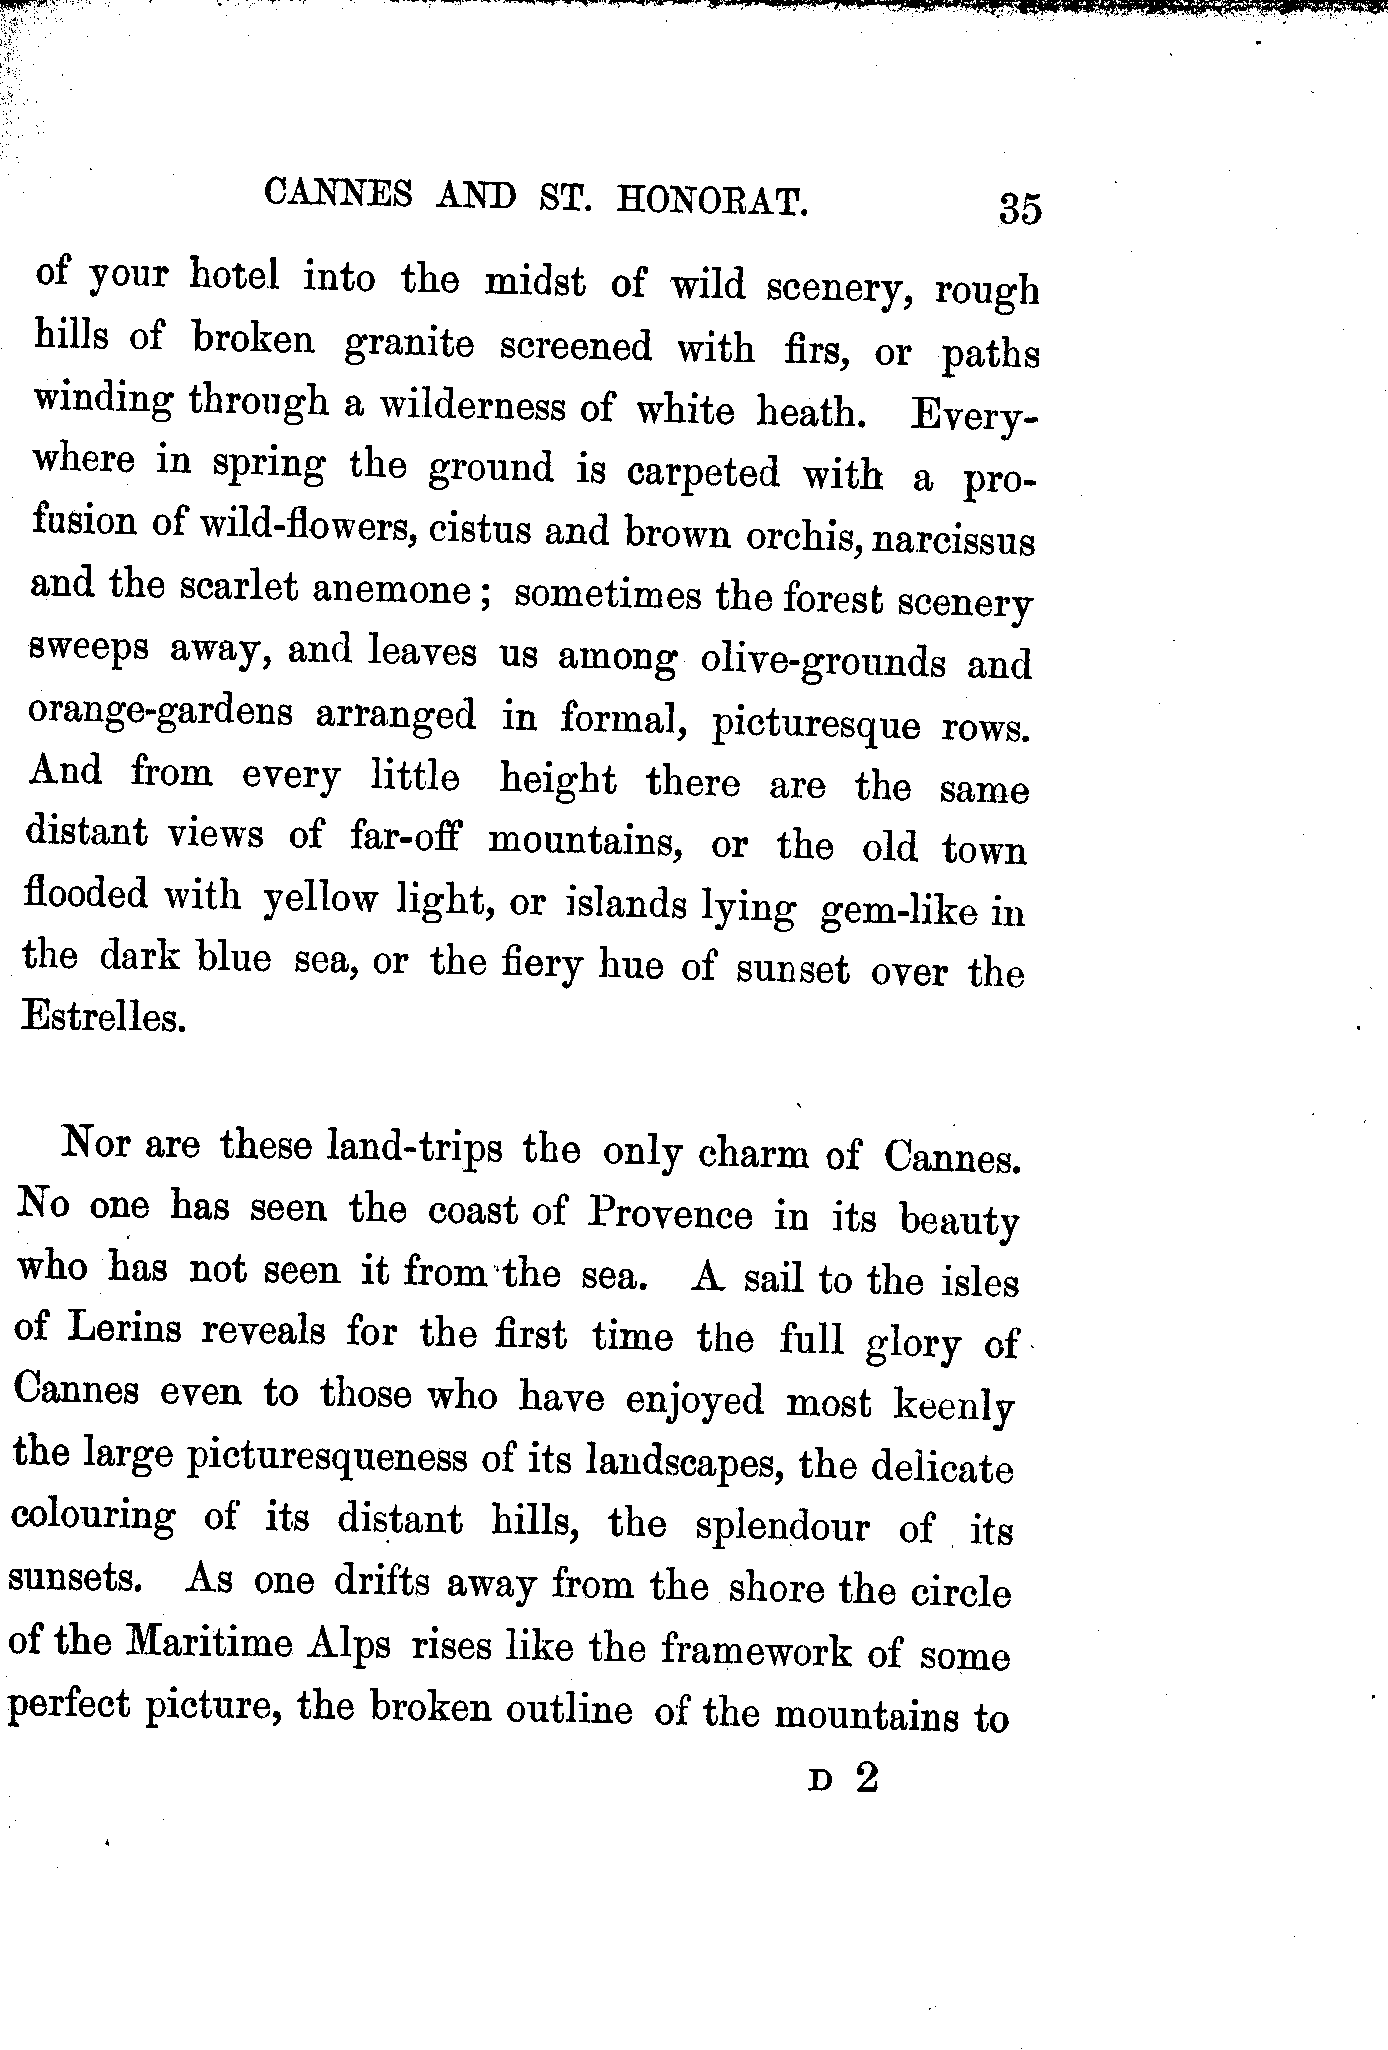 CANNES AND ST. HONORAT. 35
of your hotel into the midst of wild scenery, rough
hills of broken granite screened with firs, or paths
winding through a wilderness of white heath. Every-
where in spring the ground is carpeted with a pro-
fusion of wild-flowers, cistus and brown orchis, narcissus
and the scarlet anemone; sometimes the forest scenery
sweeps away, and leaves us among olive-grounds and
orange-gardens arranged in formal, picturesque rows.
And from every little height there are the same
distant views of far-off mountains, or the old town
flooded with yellow light, or islands lying gem-like in
the dark blue sea, or the fiery hue of sunset over the
Estrelles.
Nor are these land-trips the only charm of Cannes.
No one has seen the coast of Provence in its beauty
who has not seen it from the sea. A sail to the isles
of Lerins reveals for the first time the full glory of
Cannes even to those who have enjoyed most keenly
the large picturesqueness of its landscapes, the delicate
colouring of its distant hills, the splendour of its
sunsets. As one drifts away from the shore the circle
of the Maritime Alps rises like the framework of some
perfect picture, the broken outline of the mountains to
D 2